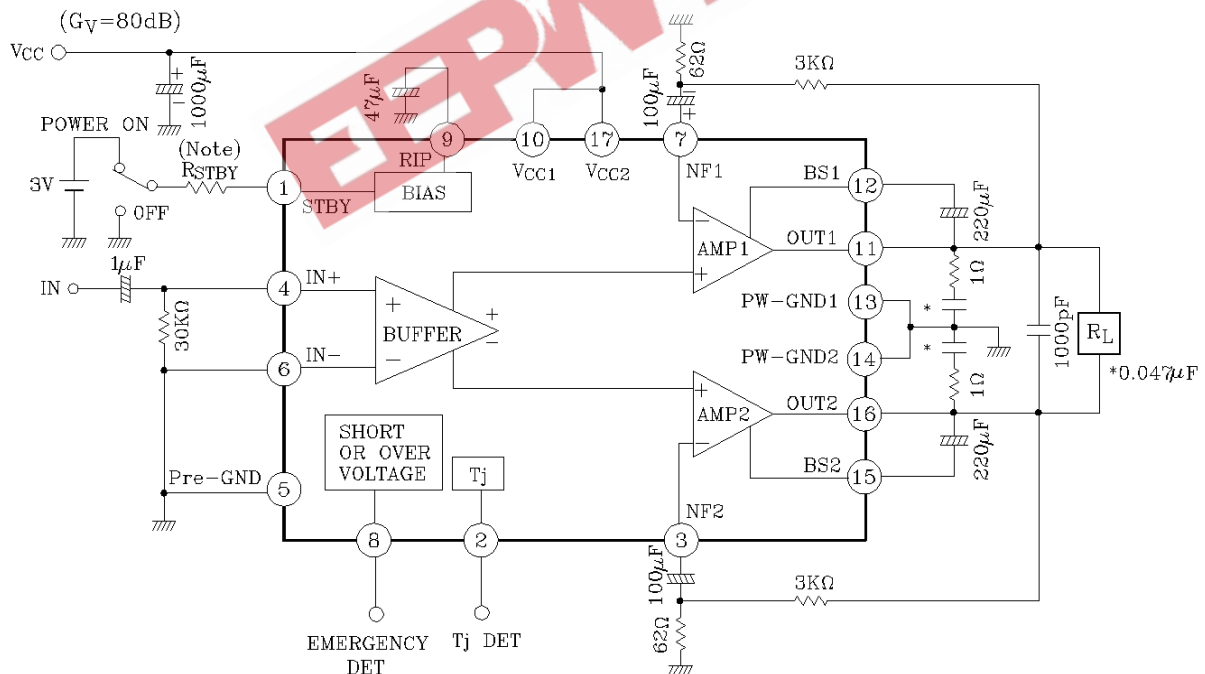 (GV=80dB)
VCC
1000μF
+
−
47μF
100μF
−
+
62Ω
3KΩ
EEPW
POWER ON
(Note)
RSTBY
3V
OFF
1
STBY
9
RIP
BIAS
10
VCC1
17
VCC2
7
NF1
BS1
12
220μF
AMP1
−
+
OUT1
11
1Ω
*
1μF
IN
4
IN+
30KΩ
6
IN-
+
BUFFER
−
+
−
PW-GND1
13
PW-GND2
14
*
1Ω
1000pF
RL
*0.047μF
+
AMP2
−
OUT2
16
220μF
BS2
15
SHORT
OR OVER
VOLTAGE
Tj
Pre-GND
5
8
2
NF2
3
100μF
3KΩ
62Ω
EMERGENCY
DET
Tj DET